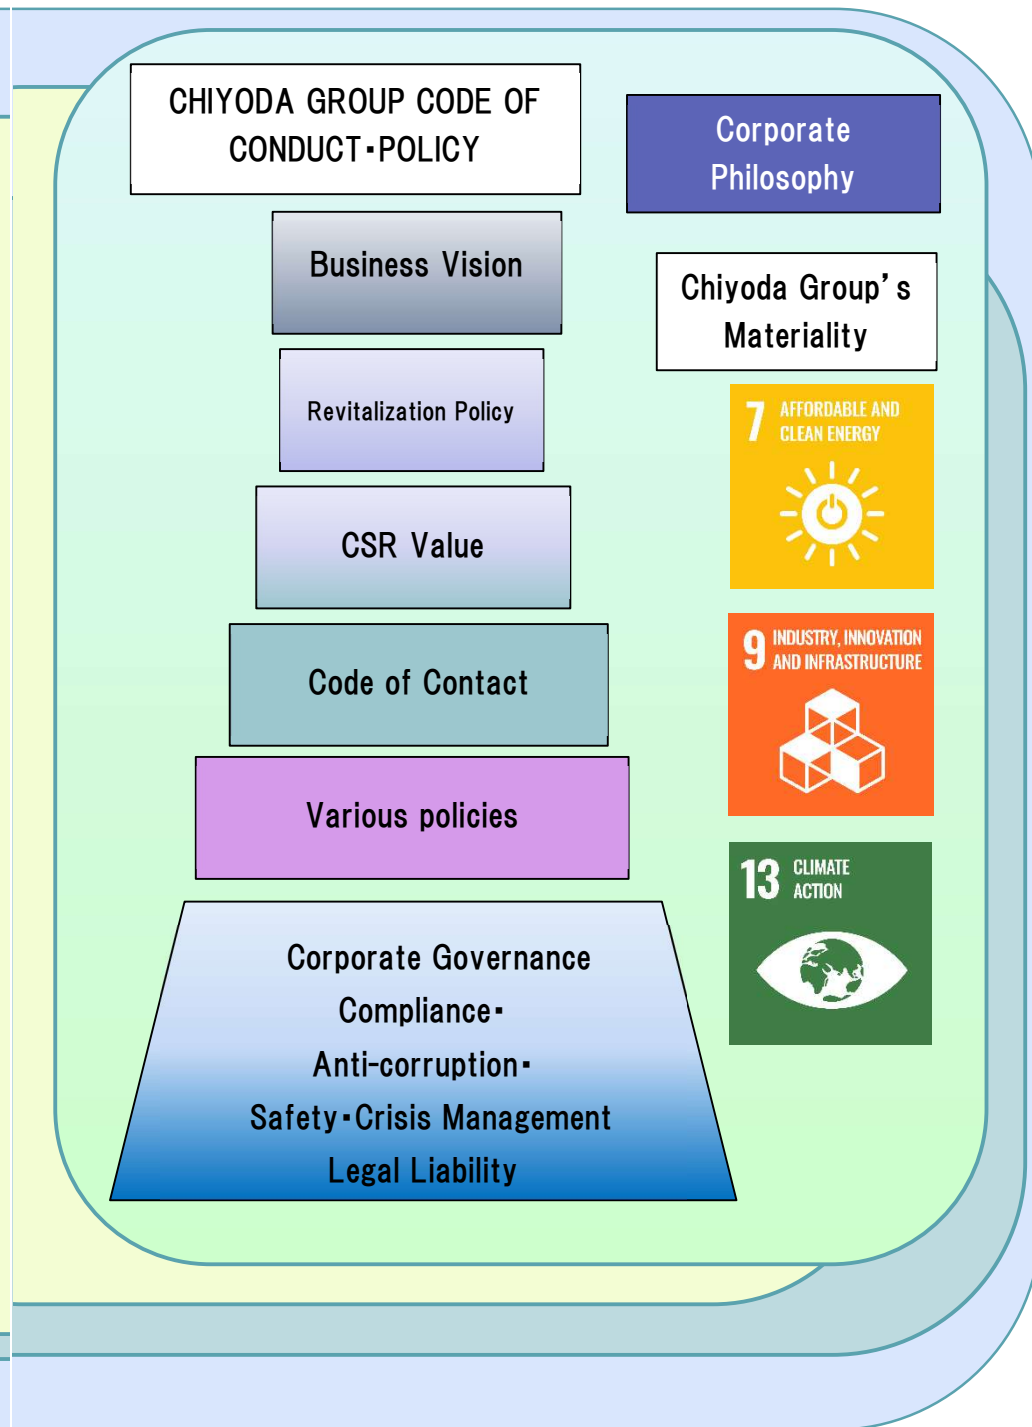 CHIYODA GROUP CODE OF
CONDUCT・POLICY
Corporate
Philosophy
Business Vision
Chiyoda Group’s
Materiality
Revitalization Policy
CSR Value
Code of Contact
Various policies
Corporate Governance
Compliance・
Anti-corruption・
Safety・Crisis Management
Legal Liability
7 AFFORDABLE AND
CLEAN ENERGY
9 INDUSTRY, INNOVATION
AND INFRASTRUCTURE
13 CLIMATE
ACTION